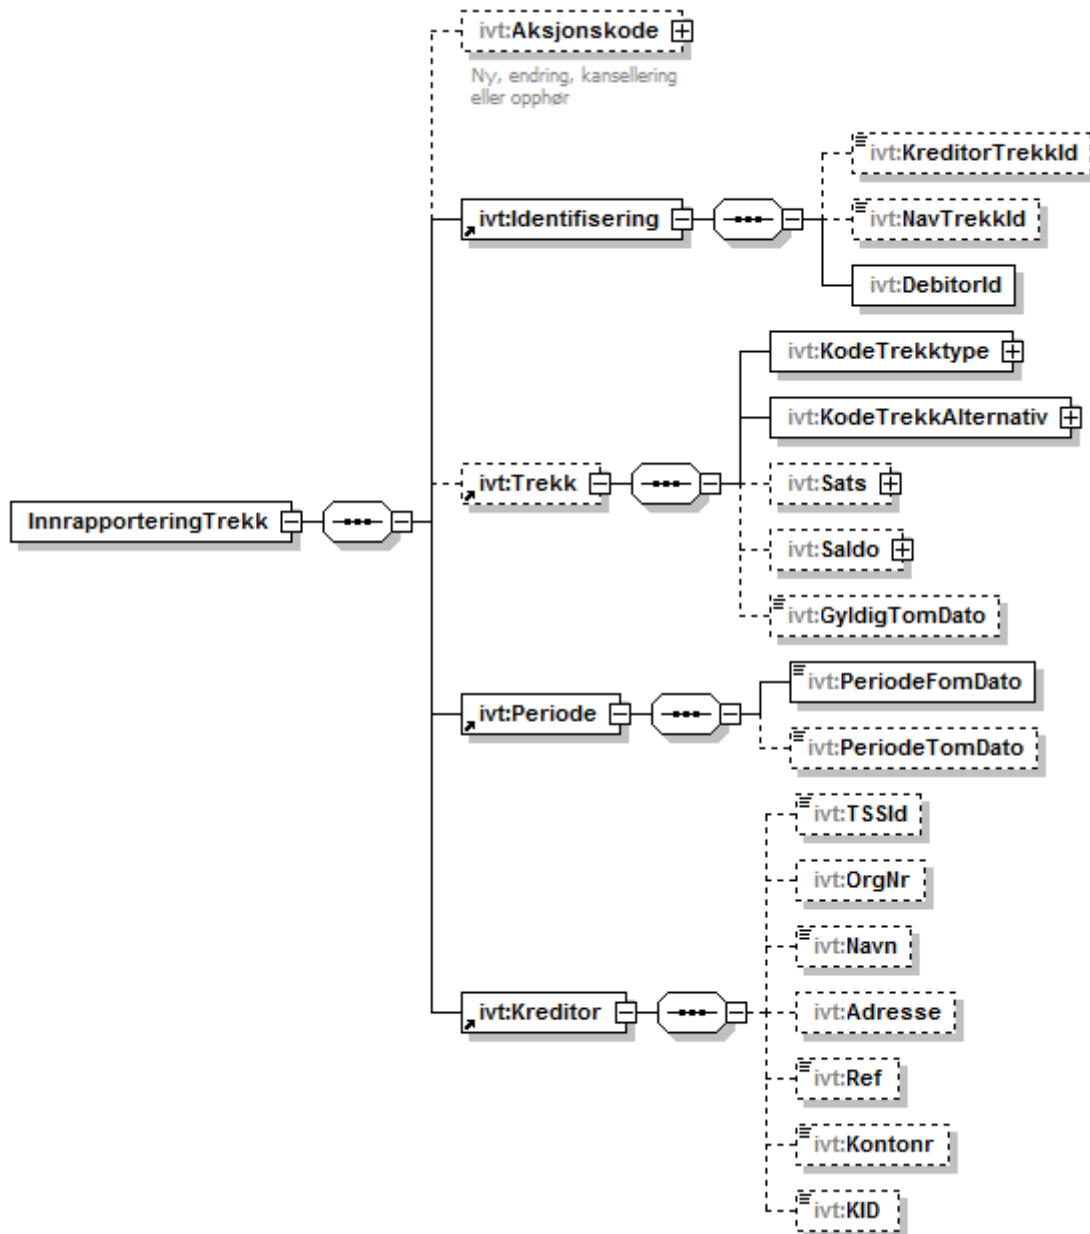 ivt:Aksjonskode
Ny, endring, kansellering
eller opphør
ivt:KreditorTrekkId
ivt:Identifisering
ivt:NavTrekkId
ivt:DebitorId
ivt:KodeTrekktype
ivt:KodeTrekkAlternativ
ivt:Trekk
ivt:Sats
InnrapporteringTrekk
ivt:Saldo
ivt:GyldigTomDato
ivt:PeriodeFomDato
ivt:Periode
ivt:PeriodeTomDato
ivt:TSSId
ivt:OrgNr
ivt:Navn
ivt:Kreditor
ivt:Adresse
ivt:Ref
ivt:Kontonr
ivt:KID